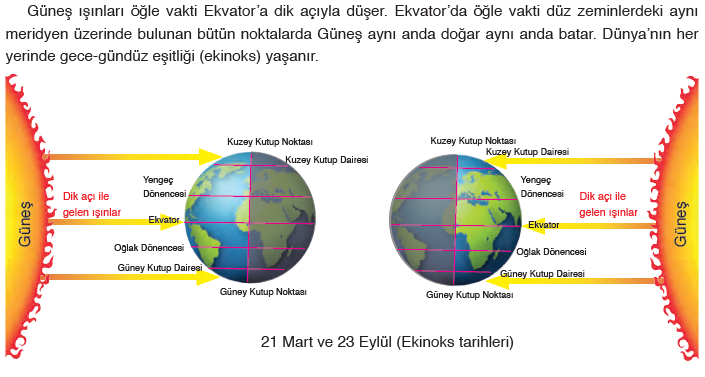 Güneş ışınları öğle vakti Ekvator’a dik açıyla düşer. Ekvator’da öğle vakti düz zeminlerdeki aynı
meridyen üzerinde bulunan bütün noktalarda Güneş aynı anda doğar aynı anda batar. Dünya’nın her
yerinde gece-gündüz eşitliği (ekinoks) yaşanır.
Güneş
Dik açı ile
gelen ışınlar
Kuzey Kutup Noktası
Kuzey Kutup Dairesi
Yengeç
Dönencesi
Ekvator
Oğlak Dönencesi
Güney Kutup Dairesi
Güney Kutup Noktası
Kuzey Kutup Noktası
Kuzey Kutup Dairesi
Yengeç
Dönencesi
Ekvator
Oğlak Dönencesi
Güney Kutup Dairesi
Güney Kutup Noktası
Dik açı ile
gelen ışınlar
Güneş
21 Mart ve 23 Eylül (Ekinoks tarihleri)